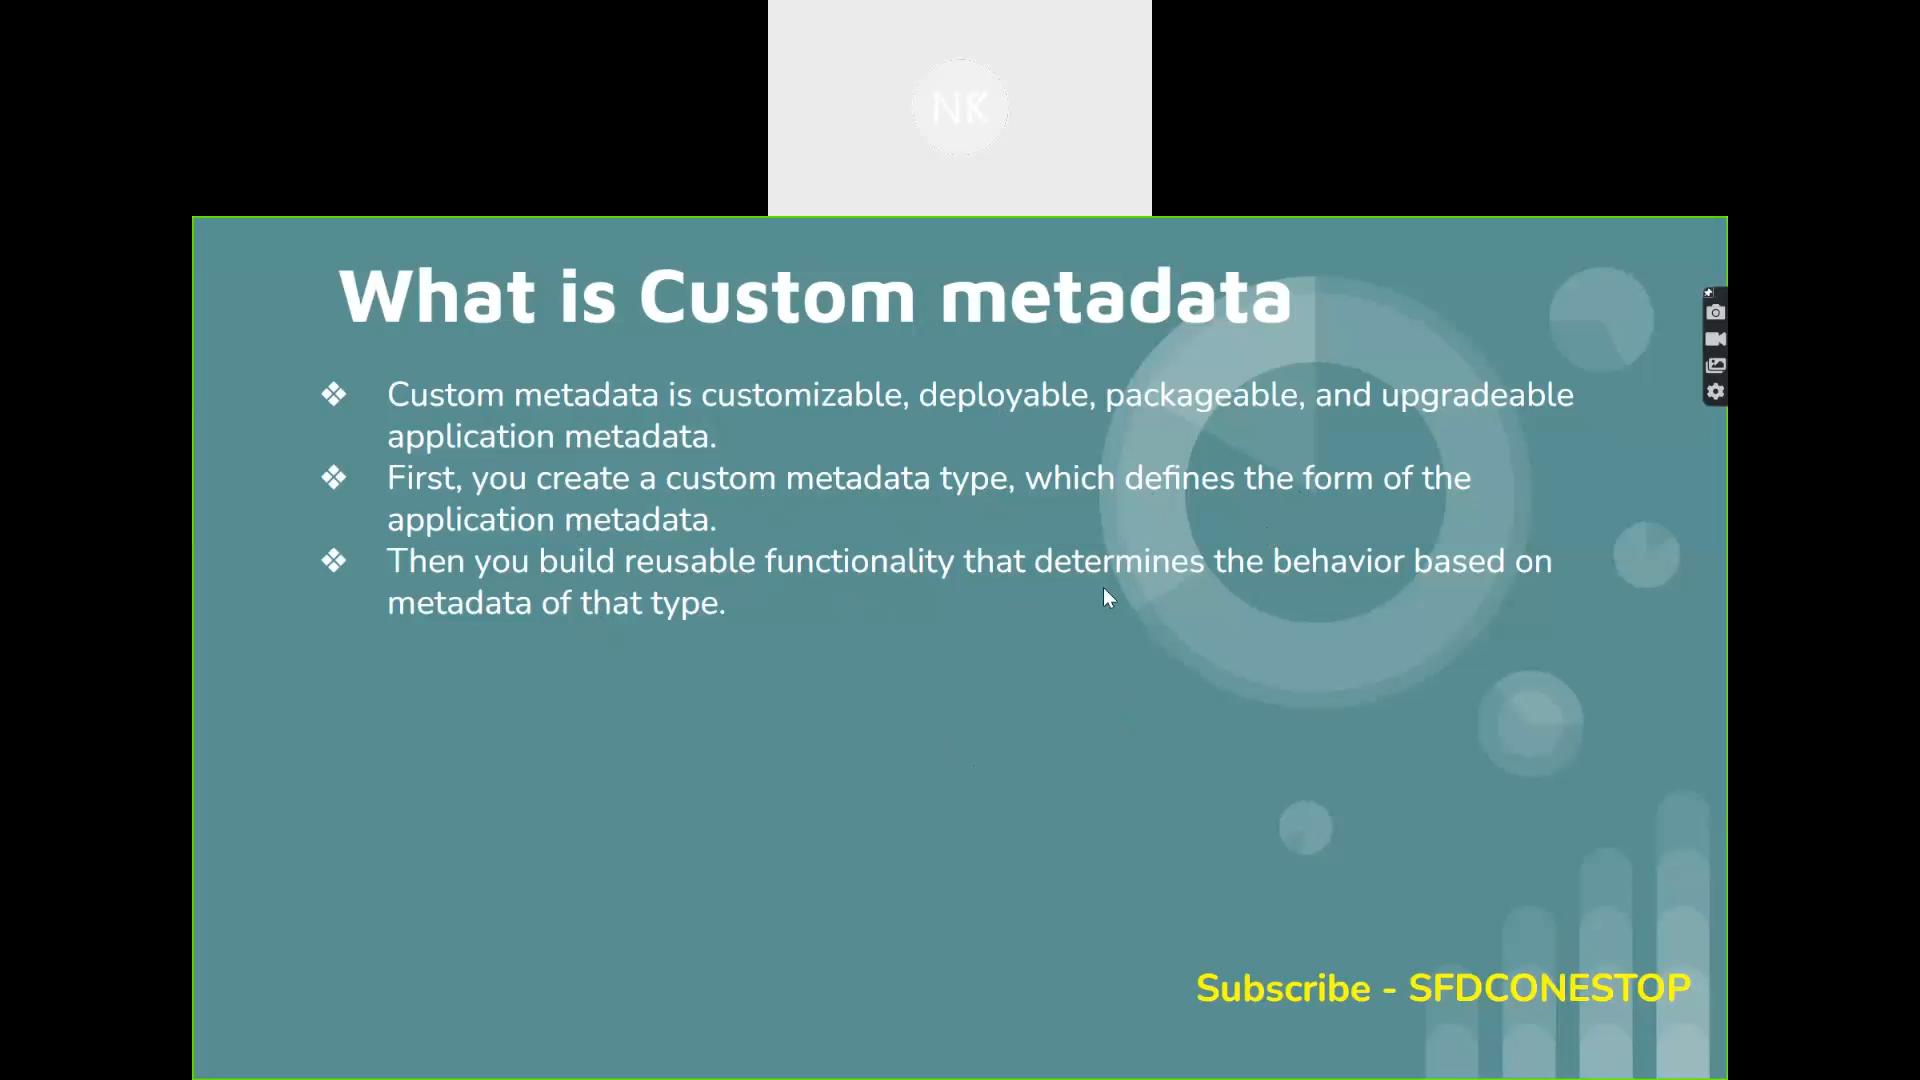 NK
What is Custom metadata
❖ Custom metadata is customizable, deployable, packageable, and upgradeable
application metadata.
❖ First, you create a custom metadata type, which defines the form of the
application metadata.
❖ Then you build reusable functionality that determines the behavior based on
metadata of that type.
Subscribe - SFDCONESTOP